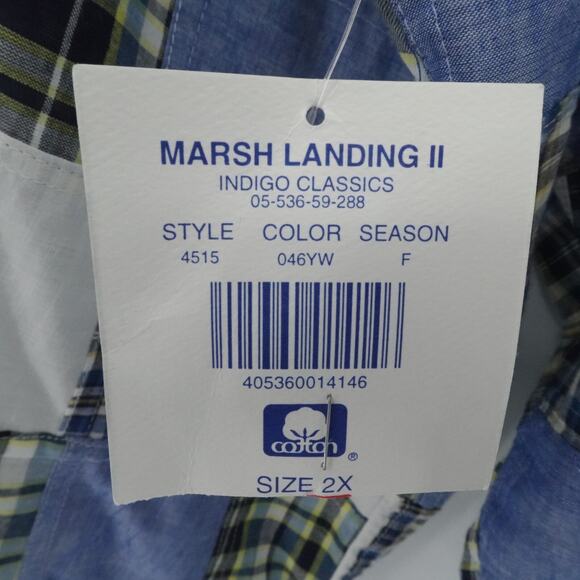 MARSH LANDING II
INDIGO CLASSICS
05-536-59-288
STYLE COLOR SEASON
4515 046YW F
405360014146
cotton
®
SIZE 2X